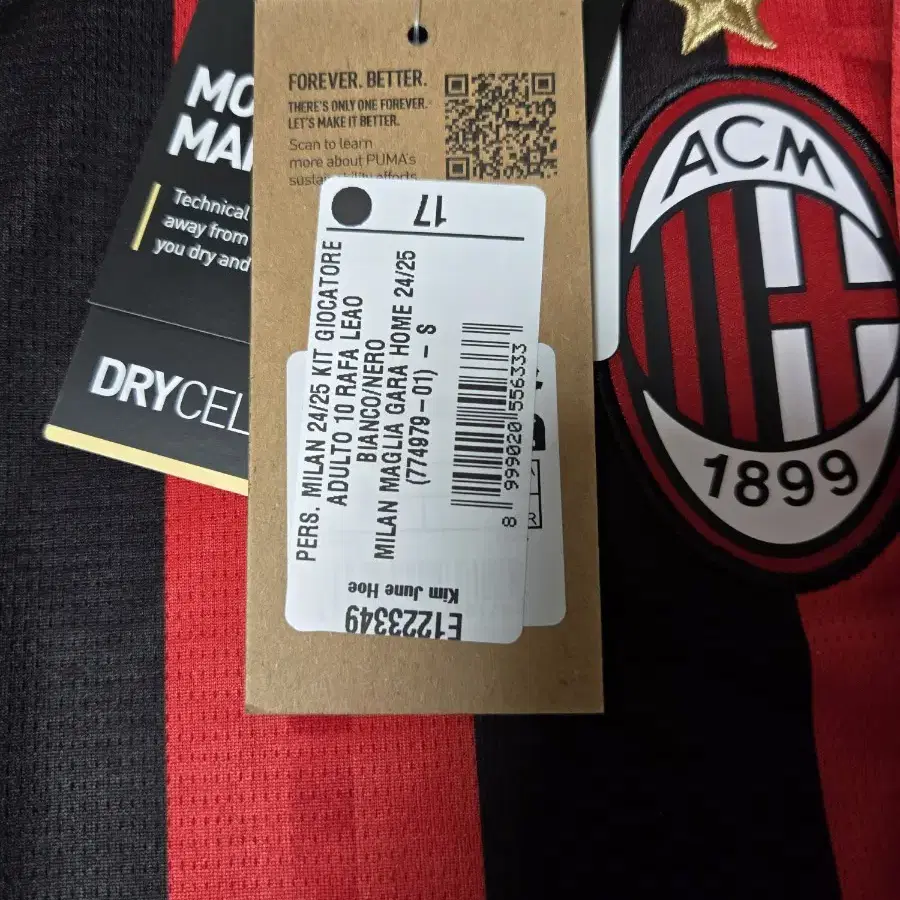 Technical
away from
you dry and
DRYCEL
FOREVER. BETTER.
THERE'S ONLY ONE FOREVER.
LET'S MAKE IT BETTER.
Scan to learn
more about PUMA's
17
PERS. MILAN 24/25 KIT GIOCATORE
ADULTO 10 RAFA LEAO
BIANCO/NERO
MILAN MAGLIA GARA HOME 24/25
(774979-01) - S
8 999020 556333
Kim June Hoe
E1223349
ACM
1899